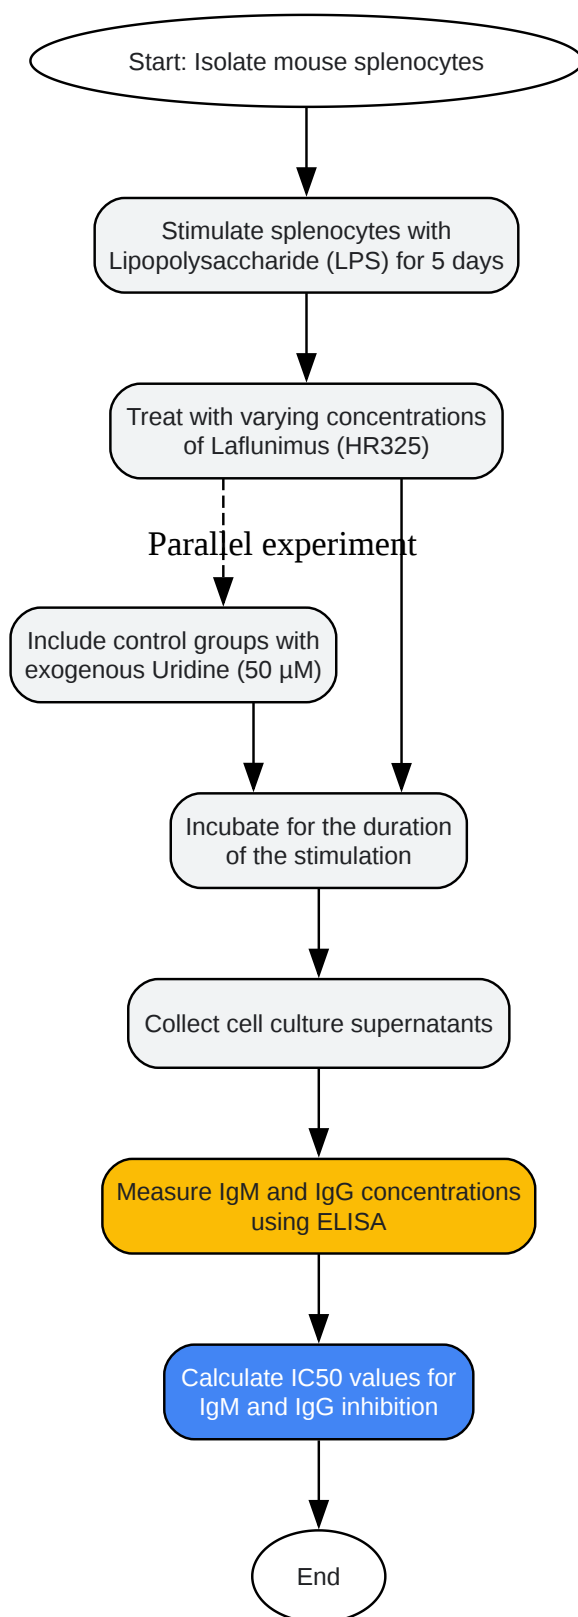 Start: Isolate mouse splenocytes
Stimulate splenocytes with
Lipopolysaccharide (LPS) for 5 days
Treat with varying concentrations
of Laflunimus (HR325)
Parallel experiment
Include control groups with
exogenous Uridine (50 µM)
Incubate for the duration
of the stimulation
Collect cell culture supernatants
Measure IgM and IgG concentrations
using ELISA
Calculate IC50 values for
IgM and IgG inhibition
End